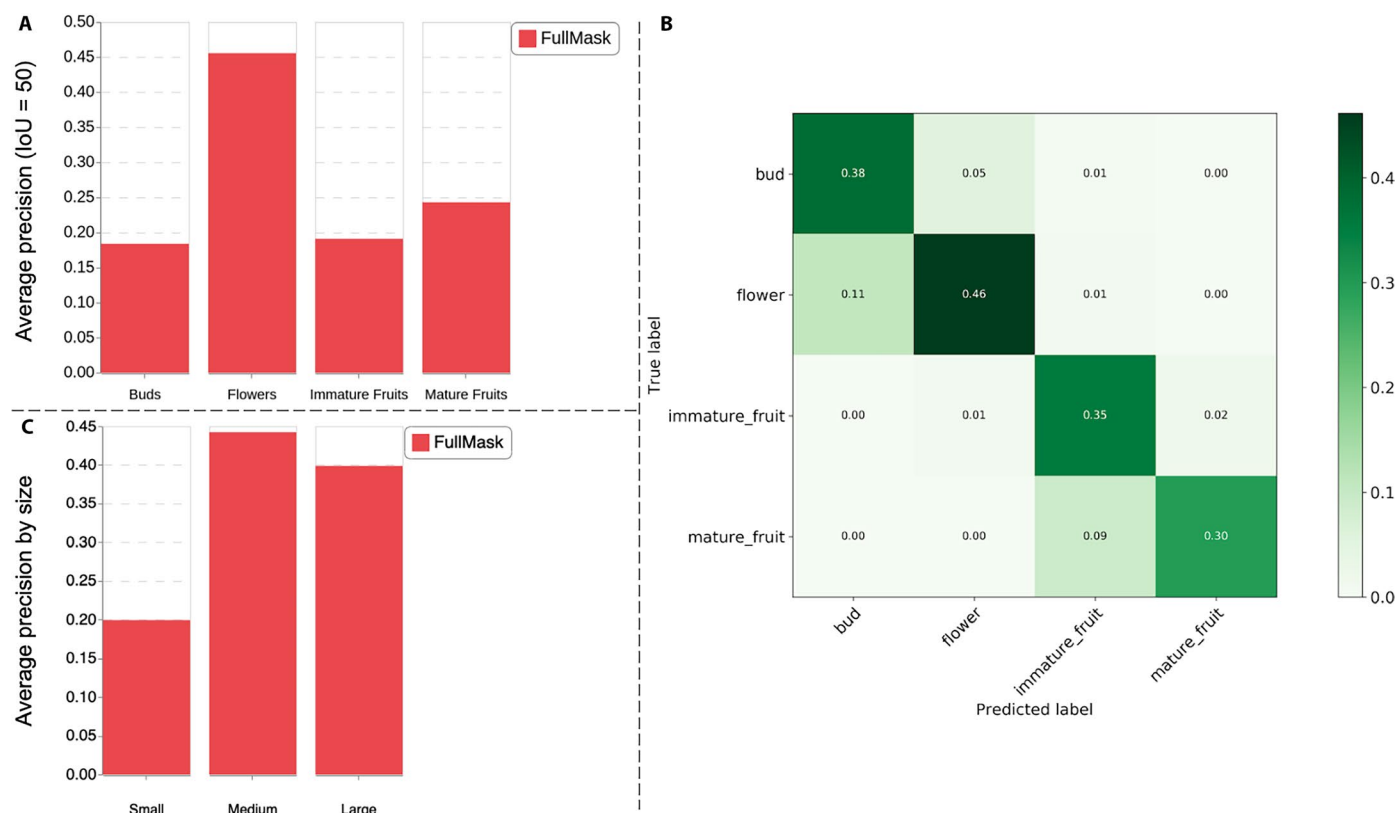 A
Average precision (IoU = 50)
0.50
0.45
0.40
0.35
0.30
0.25
0.20
0.15
0.10
0.05
0.00
Buds Flowers Immature Fruits Mature Fruits
FullMask
B
True label
bud 0.38 0.05 0.01 0.00
flower 0.11 0.46 0.01 0.00
immature_fruit 0.00 0.01 0.35 0.02
mature_fruit 0.00 0.00 0.09 0.30
bud flower immature_fruit mature_fruit
Predicted label
0.4
0.3
0.2
0.1
0.0
C
Average precision by size
0.45
0.40
0.35
0.30
0.25
0.20
0.15
0.10
0.05
0.00
Small Medium Large
FullMask